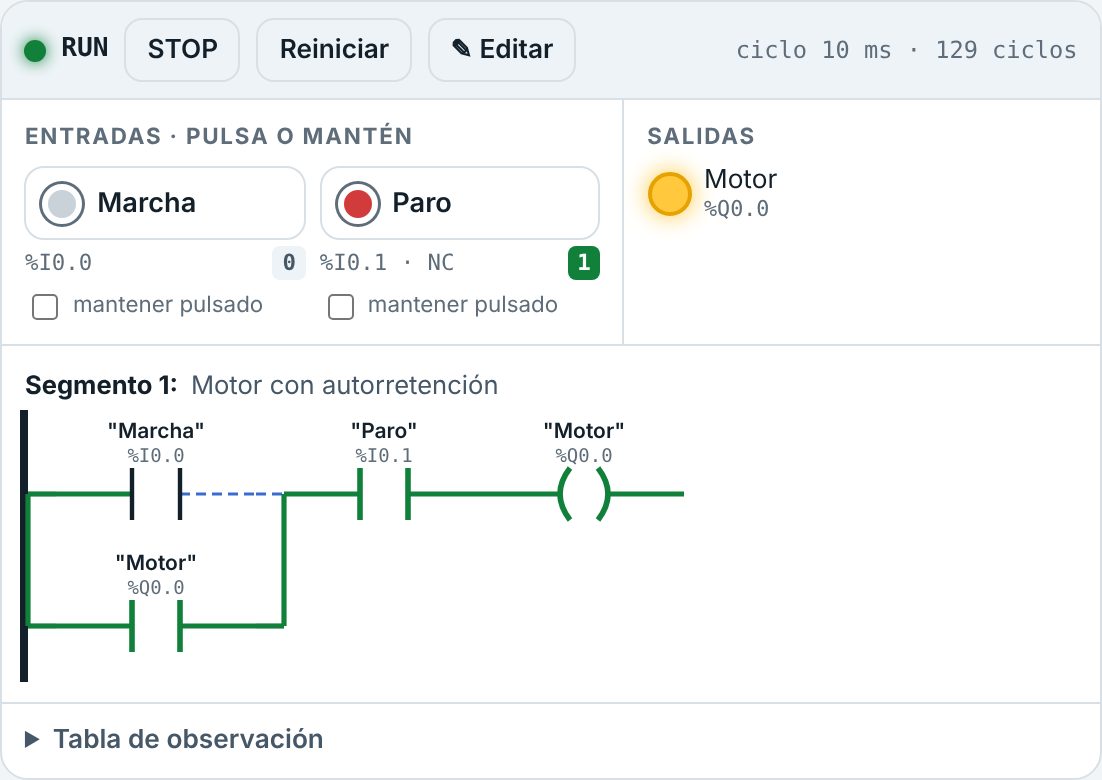 RUN STOP Reiniciar ✎ Editar ciclo 10 ms · 129 ciclos
ENTRADAS · PULSA O MANTÉN
Marcha Paro
%I0.0 0 %I0.1 · NC 1
mantener pulsado mantener pulsado
SALIDAS
Motor
%Q0.0
Segmento 1: Motor con autorretención
"Marcha" "Paro" "Motor"
%I0.0 %I0.1 %Q0.0
"Motor"
%Q0.0
▶ Tabla de observación